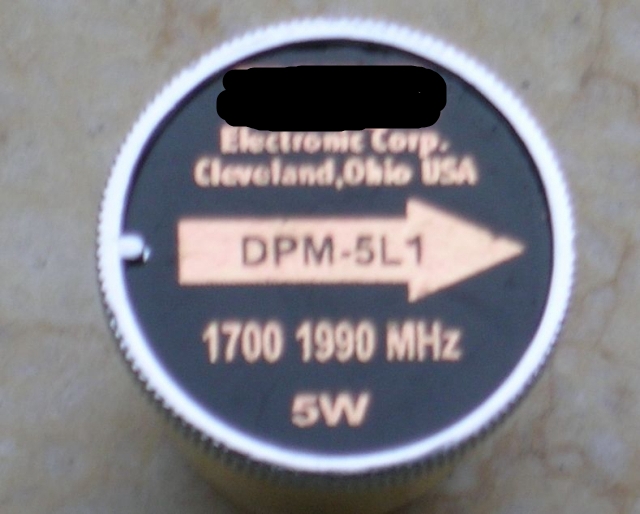 Electronic Corp.
Cleveland,Ohio USA
DPM-5L1
1700 1990 MHz
5W